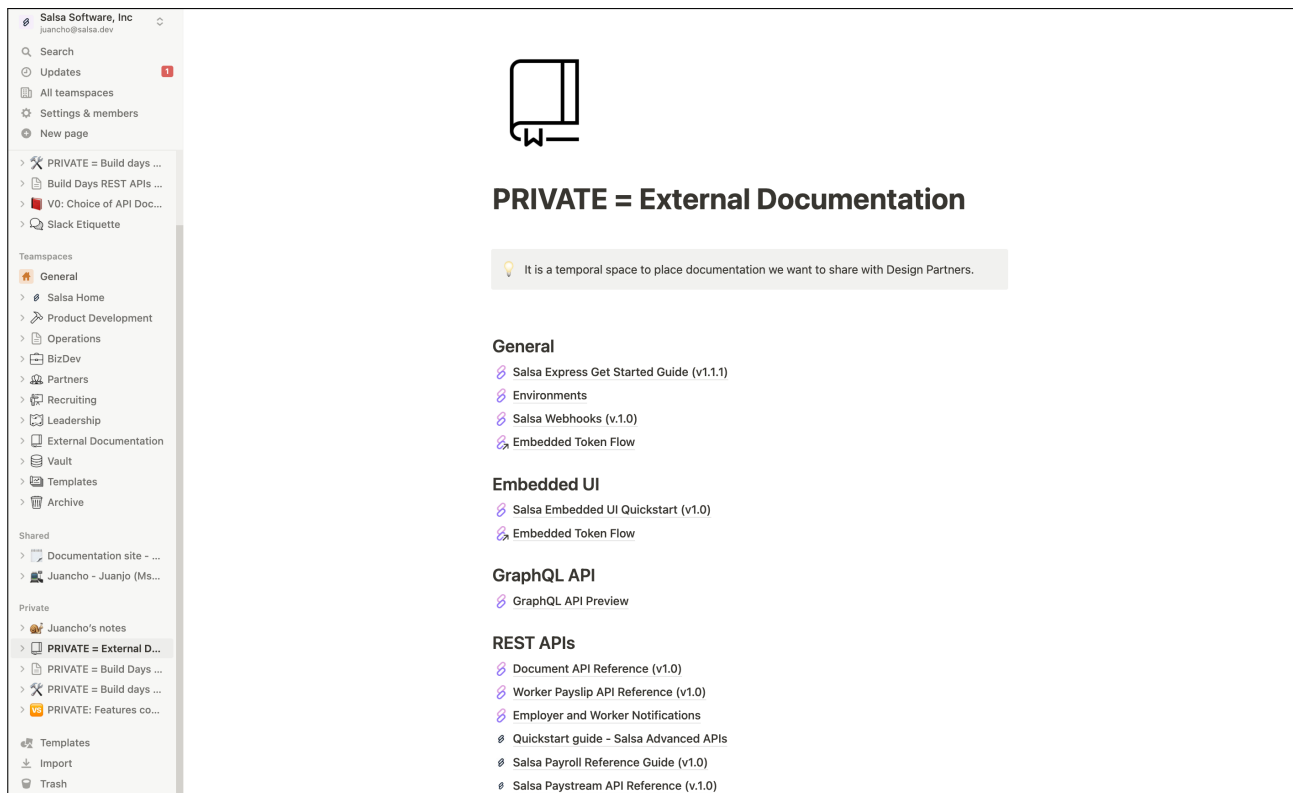 Salsa Software, Inc
juancho@salsa.dev
Search
Updates
1
All teamspaces
Settings & members
New page
PRIVATE = Build days ...
Build Days REST APIs ...
V0: Choice of API Doc...
Slack Etiquette
Teamspaces
General
Salsa Home
Product Development
Operations
BizDev
Partners
Recruiting
Leadership
External Documentation
Vault
Templates
Archive
Shared
Documentation site - ...
Juancho - Juanjo (Ms...
Private
Juancho's notes
PRIVATE = External D...
PRIVATE = Build Days ...
PRIVATE = Build days ...
VS PRIVATE: Features co...
Templates
Import
Trash
PRIVATE = External Documentation
It is a temporal space to place documentation we want to share with Design Partners.
General
Salsa Express Get Started Guide (v1.1.1)
Environments
Salsa Webhooks (v.1.0)
Embedded Token Flow
Embedded UI
Salsa Embedded UI Quickstart (v1.0)
Embedded Token Flow
GraphQL API
GraphQL API Preview
REST APIs
Document API Reference (v1.0)
Worker Payslip API Reference (v1.0)
Employer and Worker Notifications
Quickstart guide - Salsa Advanced APIs
Salsa Payroll Reference Guide (v1.0)
Salsa Paystream API Reference (v.1.0)